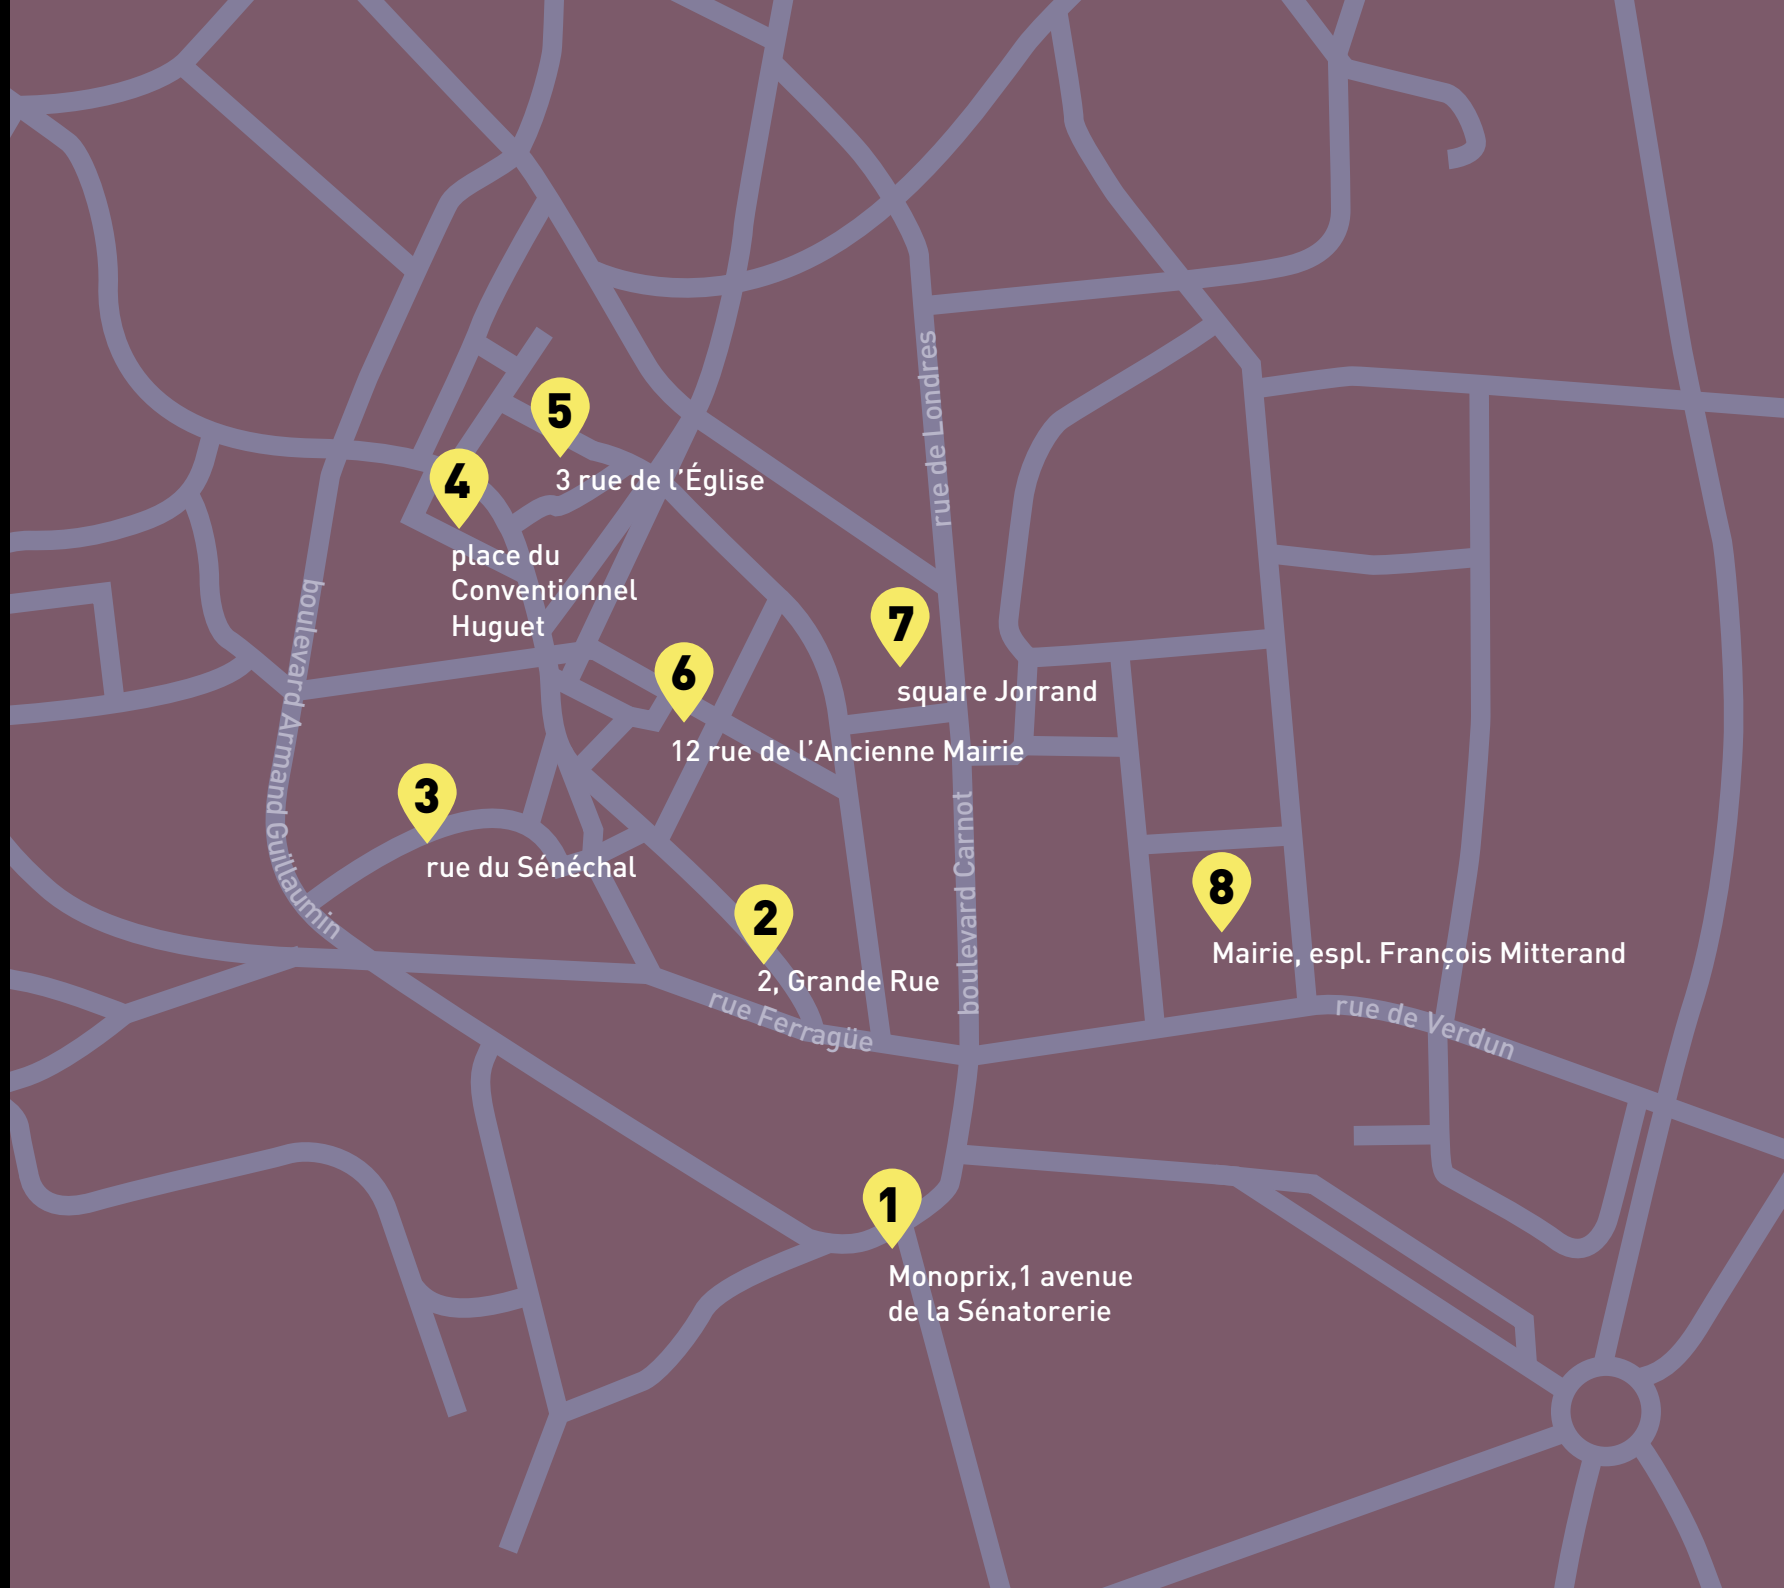 rue de Londres
5
3 rue de l’Église
4
place du
Conventionnel
Huguet
boulevard Armand Guillaumin
7
square Jorrand
6
12 rue de l’Ancienne Mairie
3
rue du Sénéchal
boulevard Carnot
8
Mairie, espl. François Mitterand
2
2, Grande Rue
rue Ferragüe
rue de Verdun
1
Monoprix,1 avenue
de la Sénatorerie